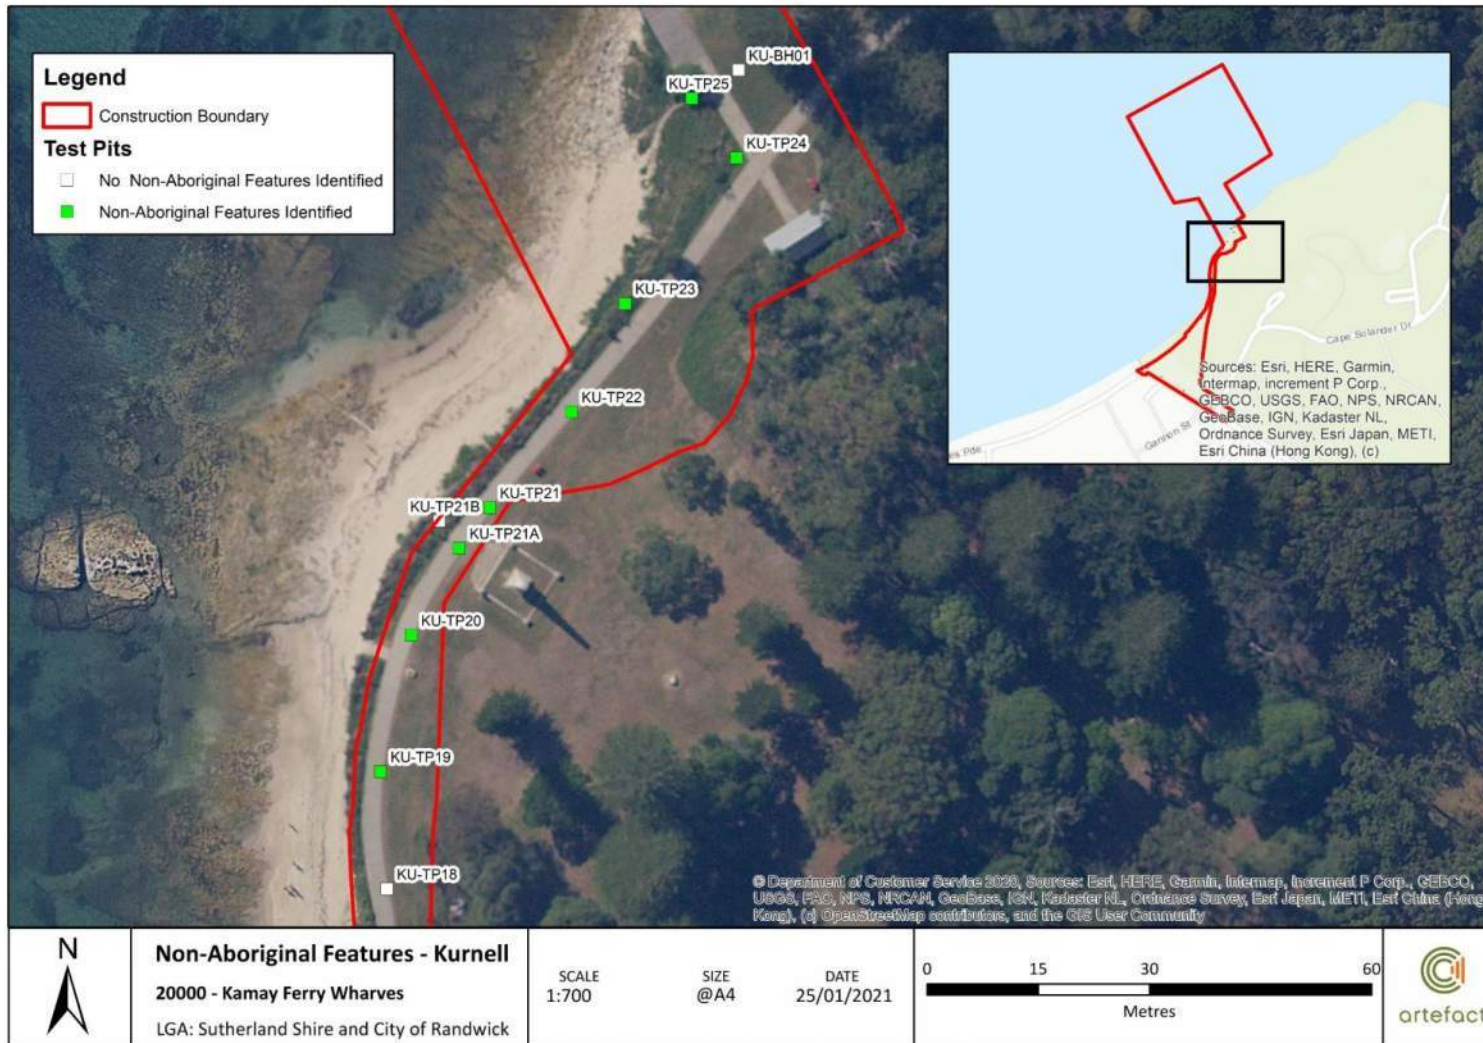 Legend
Construction Boundary
Test Pits
No Non-Aboriginal Features Identified
Non-Aboriginal Features Identified
KU-BH01
KU-TP25
KU-TP24
KU-TP23
KU-TP22
KU-TP21
KU-TP21B
KU-TP21A
KU-TP20
KU-TP19
KU-TP18
Cape Solander Dr
Gannon St
es Pde
Sources: Esri, HERE, Garmin,
Intermap, increment P Corp.,
GEBCO, USGS, FAO, NPS, NRCAN,
GeoBase, IGN, Kadaster NL,
Ordnance Survey, Esri Japan, METI,
Esri China (Hong Kong), (c)
© Department of Customer Service 2020, Sources: Esri, HERE, Garmin, Intermap, increment P Corp., GEBCO,
USGS, FAO, NPS, NRCAN, GeoBase, IGN, Kadaster NL, Ordnance Survey, Esri Japan, METI, Esri China (Hong
Kong), (c) OpenStreetMap contributors, and the GIS User Community
N
Non-Aboriginal Features - Kurnell
20000 - Kamay Ferry Wharves
LGA: Sutherland Shire and City of Randwick
SCALE
1:700
SIZE
@A4
DATE
25/01/2021
0 15 30 60
Metres
artefact